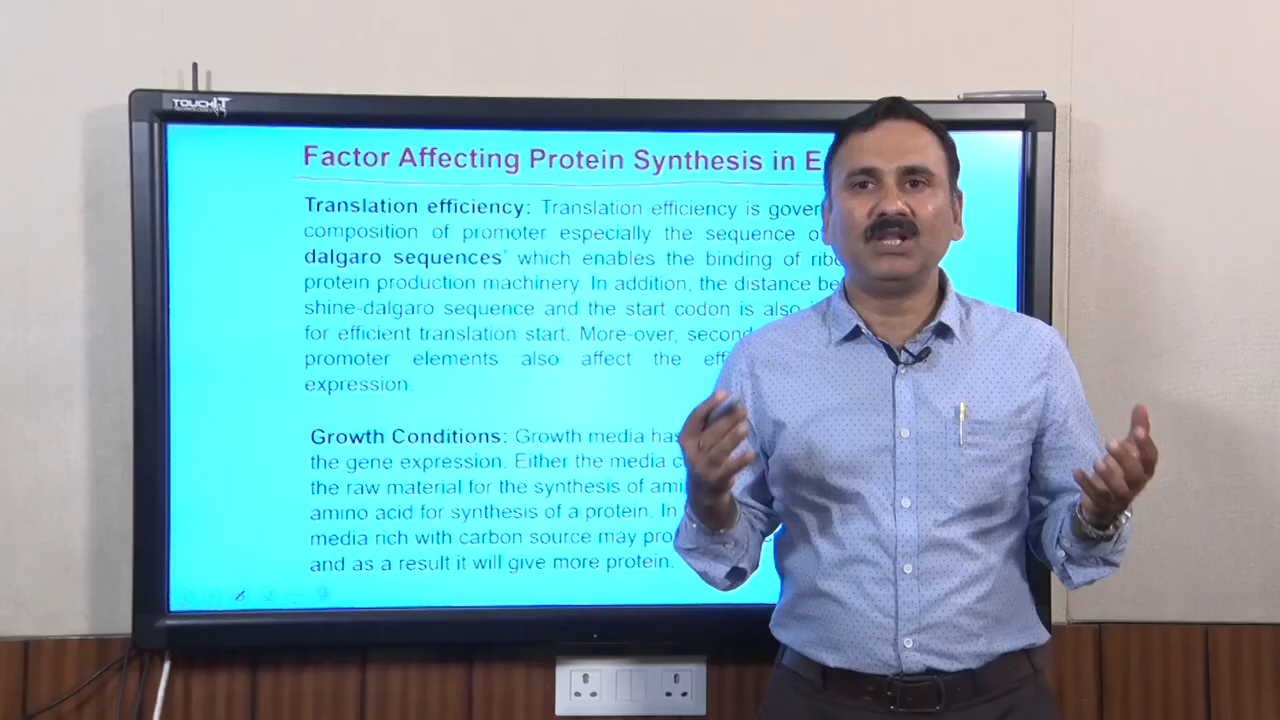 TOUCHIT
Factor Affecting Protein Synthesis in E
Translation efficiency: Translation efficiency is gover
composition of promoter especially the sequence of
dalgaro sequences' which enables the binding of ribo
protein production machinery. In addition, the distance be
shine-dalgaro sequence and the start codon is also
for efficient translation start. More-over, second
promoter elements also affect the eff
expression.
Growth Conditions: Growth media has
the gene expression. Either the media c
the raw material for the synthesis of ami
amino acid for synthesis of a protein. In
media rich with carbon source may pro
and as a result it will give more protein.